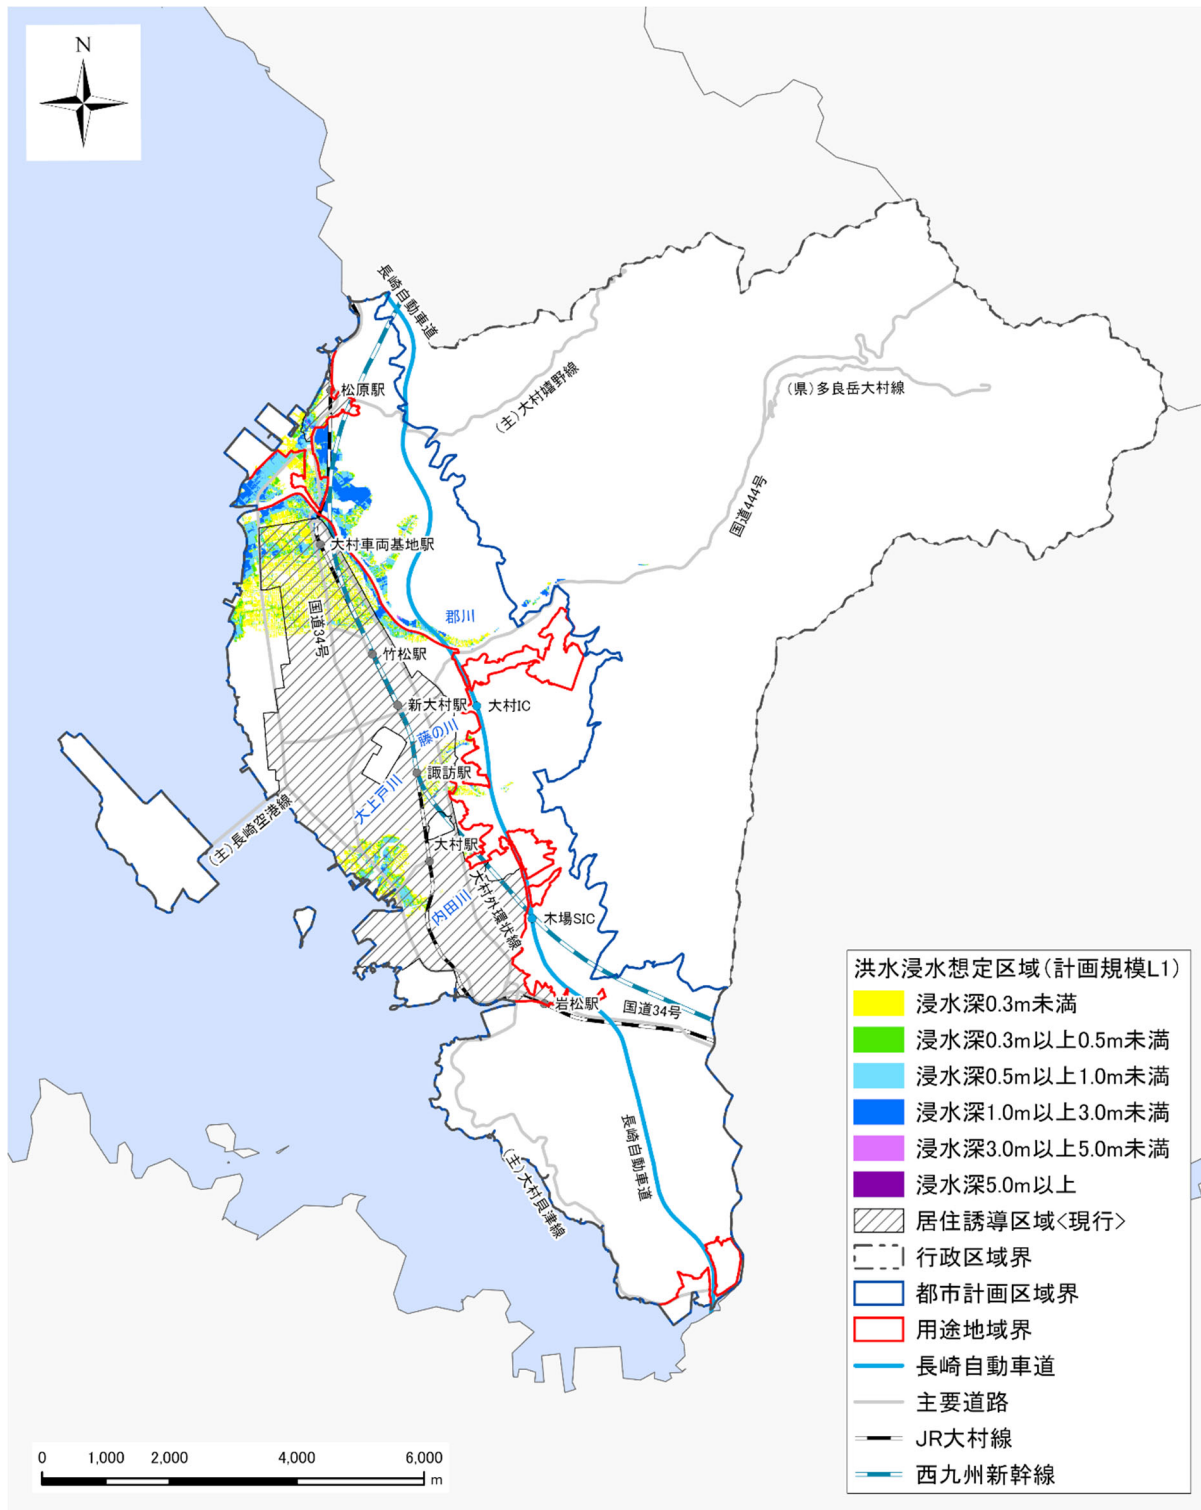 N
長崎自動車道
松原駅
(主)大村嬉野線
(県)多良岳大村線
国道444号
大村車両基地駅
郡川
国道34号
竹松駅
新大村駅
大村IC
藤の川
諏訪駅
大上戸川
(主)長崎空港線
大村駅
大村外環状線
内田川
木場SIC
岩松駅
国道34号
長崎自動車道
(主)大村貝津線
洪水浸水想定区域(計画規模L1)
浸水深0.3m未満
浸水深0.3m以上0.5m未満
浸水深0.5m以上1.0m未満
浸水深1.0m以上3.0m未満
浸水深3.0m以上5.0m未満
浸水深5.0m以上
居住誘導区域<現行>
行政区域界
都市計画区域界
用途地域界
長崎自動車道
主要道路
JR大村線
西九州新幹線
0 1,000 2,000 4,000 6,000
m